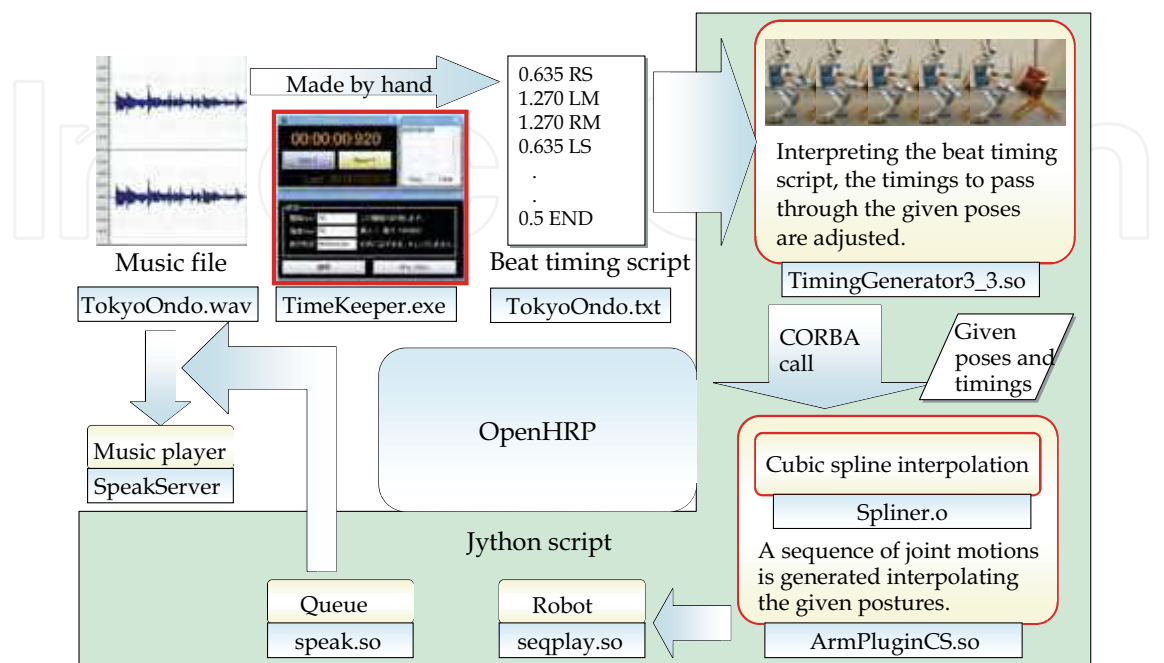 Made by hand
0.635 RS
1.270 LM
1.270 RM
0.635 LS
.
.
0.5 END
00:00:00:920
Music file
TokyoOndo.wav
TimeKeeper.exe
Beat timing script
TokyoOndo.txt
Interpreting the beat timing
script, the timings to pass
through the given poses
are adjusted.
TimingGenerator3_3.so
CORBA
call
Given
poses and
timings
OpenHRP
Music player
SpeakServer
Cubic spline interpolation
Spliner.o
A sequence of joint motions
is generated interpolating
the given postures.
ArmPluginCS.so
Jython script
Queue
speak.so
Robot
seqplay.so